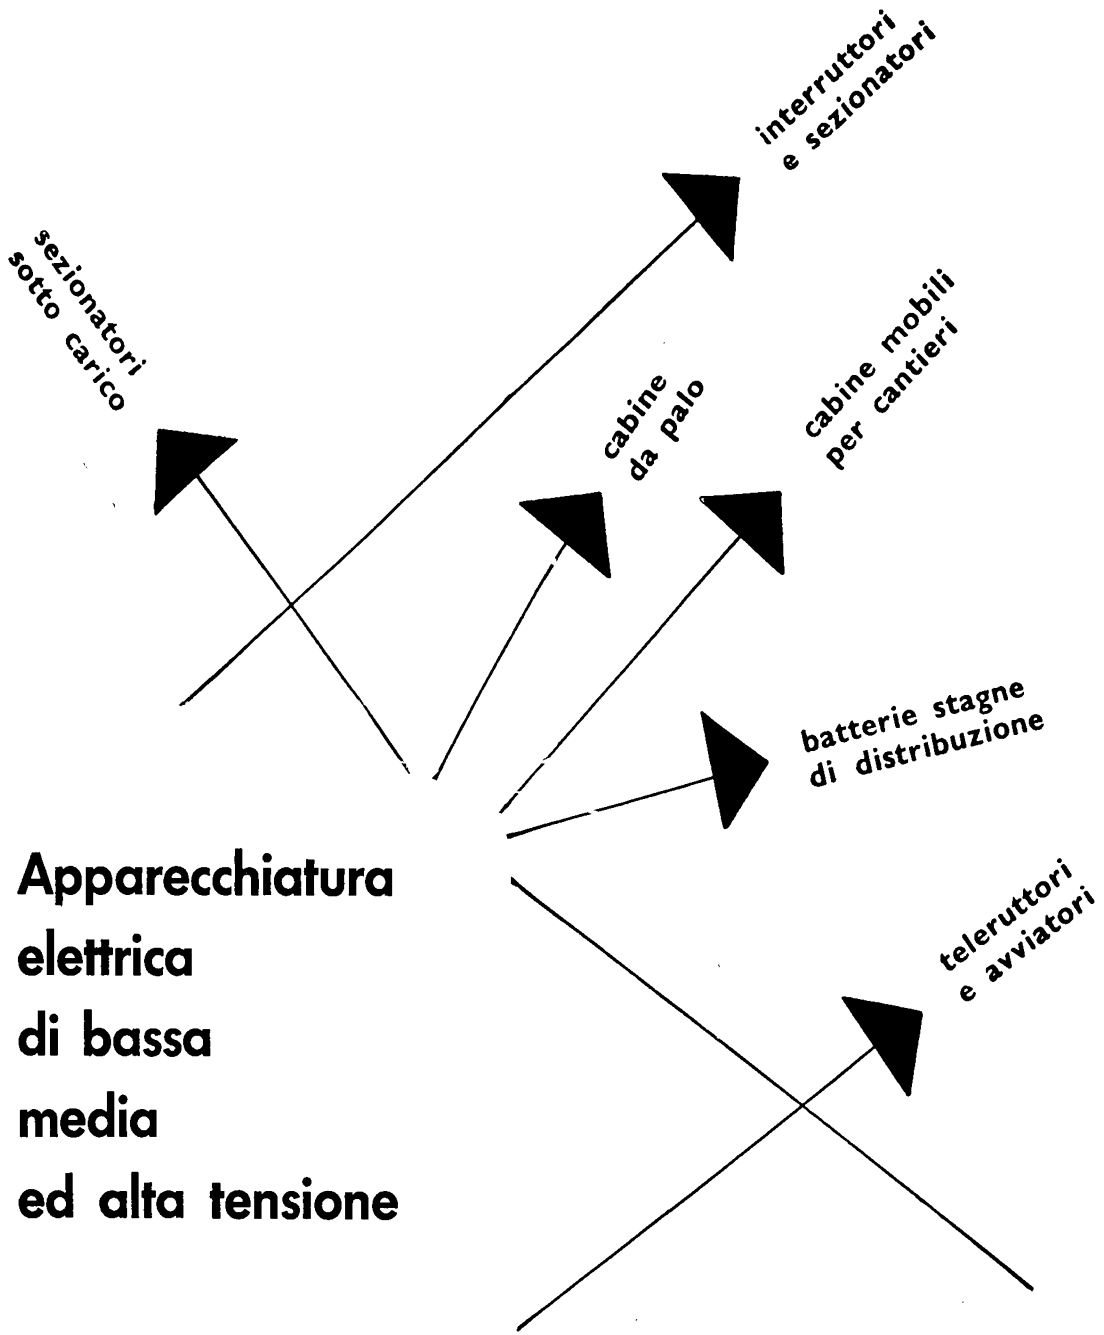 interruttori
e sezionatori
sezionatori
sotto carico
cabine mobili
per cantieri
cabine
da palo
batterie stagne
di distribuzione
teleruttori
e avviatori
Apparecchiatura
elettrica
di bassa
media
ed alta tensione